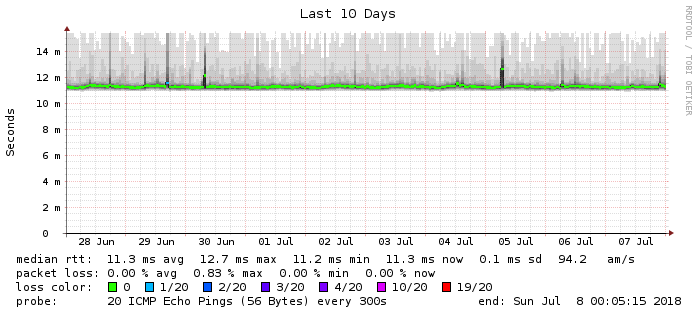 Last 10 Days
RRDTOOL / TOBI OETIKER
Seconds
14 m
12 m
10 m
8 m
6 m
4 m
2 m
0
28 Jun 29 Jun 30 Jun 01 Jul 02 Jul 03 Jul 04 Jul 05 Jul 06 Jul 07 Jul
median rtt: 11.3 ms avg 12.7 ms max 11.2 ms min 11.3 ms now 0.1 ms sd 94.2 am/s
packet loss: 0.00 % avg 0.83 % max 0.00 % min 0.00 % now
loss color: 0 1/20 2/20 3/20 4/20 10/20 19/20
probe: 20 ICMP Echo Pings (56 Bytes) every 300s end: Sun Jul 8 00:05:15 2018